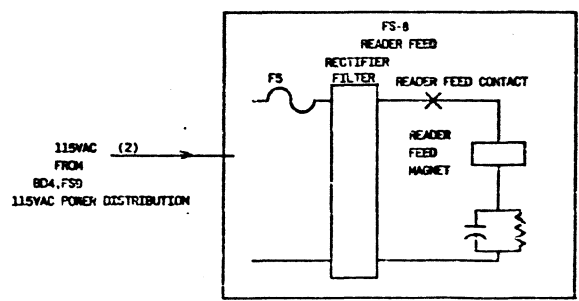 FS-8
READER FEED
RECTIFIER
FILTER
F5
READER FEED CONTACT
READER
FEED
MAGNET
115VAC (2)
FROM
BD4,FS9
115VAC POWER DISTRIBUTION